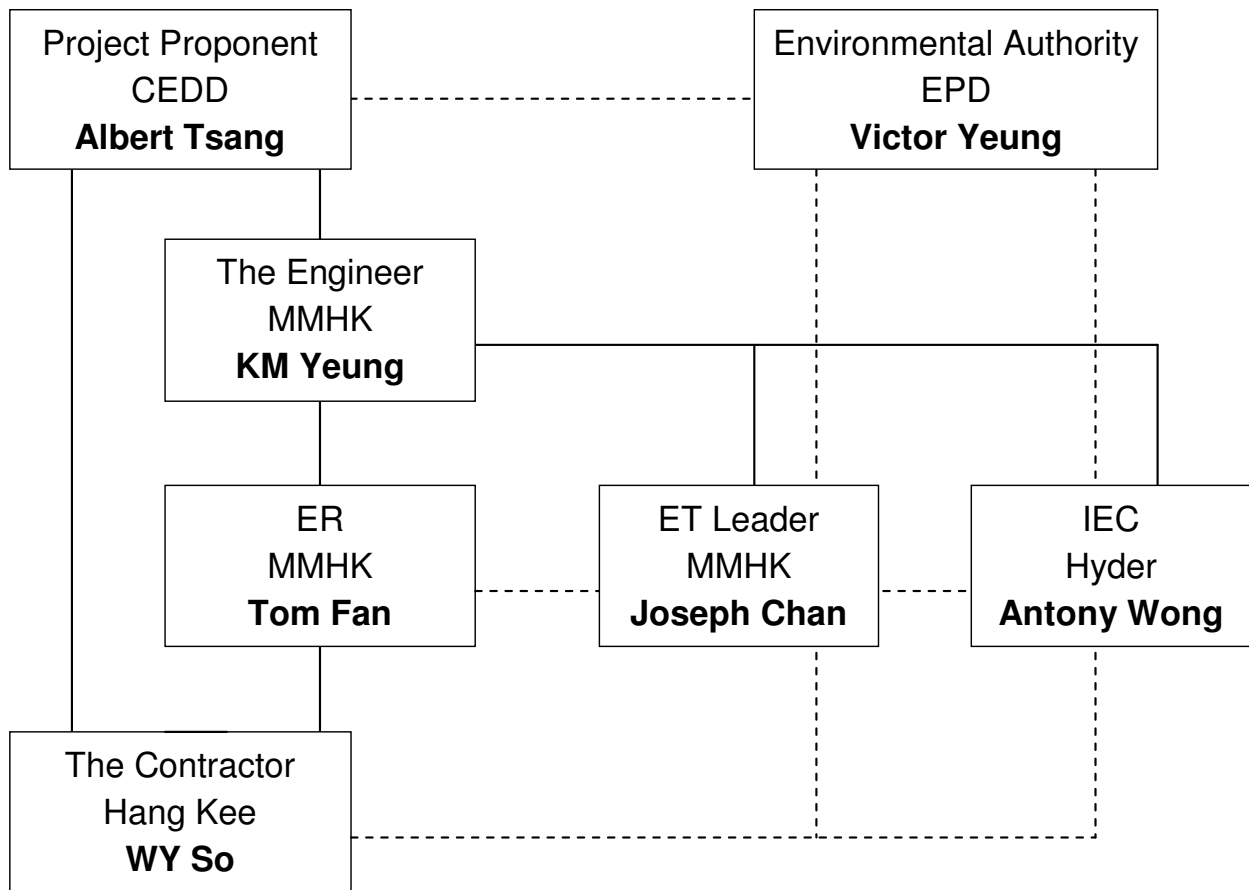 Project Proponent
CEDD
Albert Tsang
Environmental Authority
EPD
Victor Yeung
The Engineer
MMHK
KM Yeung
ER
MMHK
Tom Fan
ET Leader
MMHK
Joseph Chan
IEC
Hyder
Antony Wong
The Contractor
Hang Kee
WY So